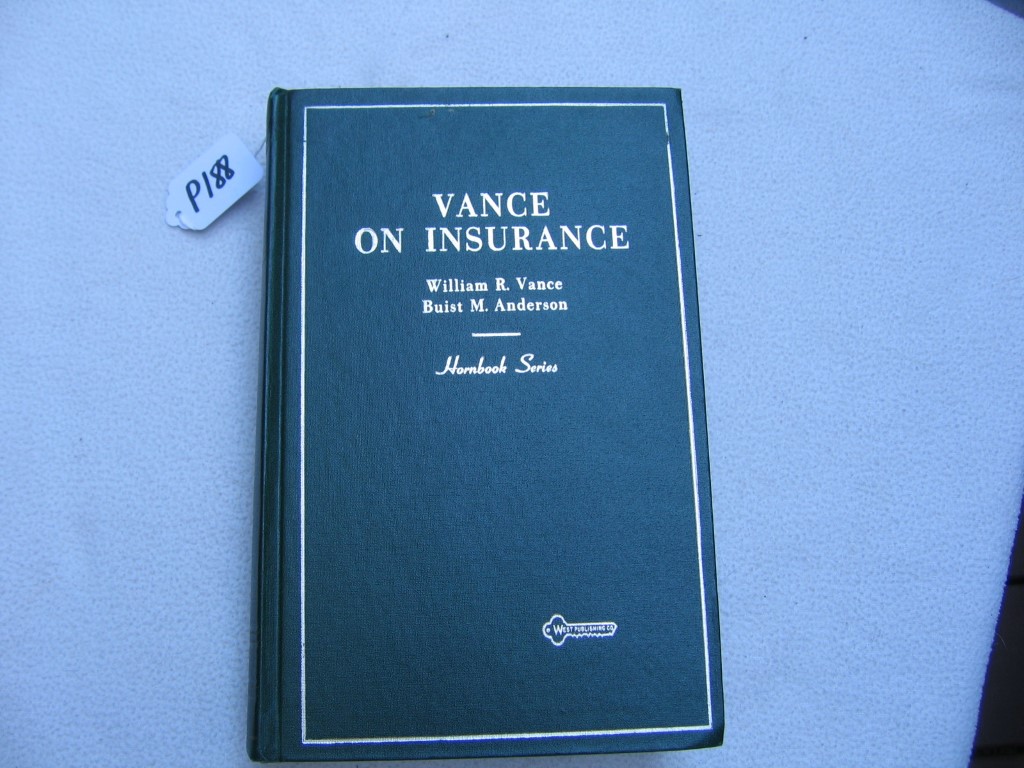 P188
VANCE
ON INSURANCE
William R. Vance
Buist M. Anderson
Hornbook Series
WEST PUBLISHING CO